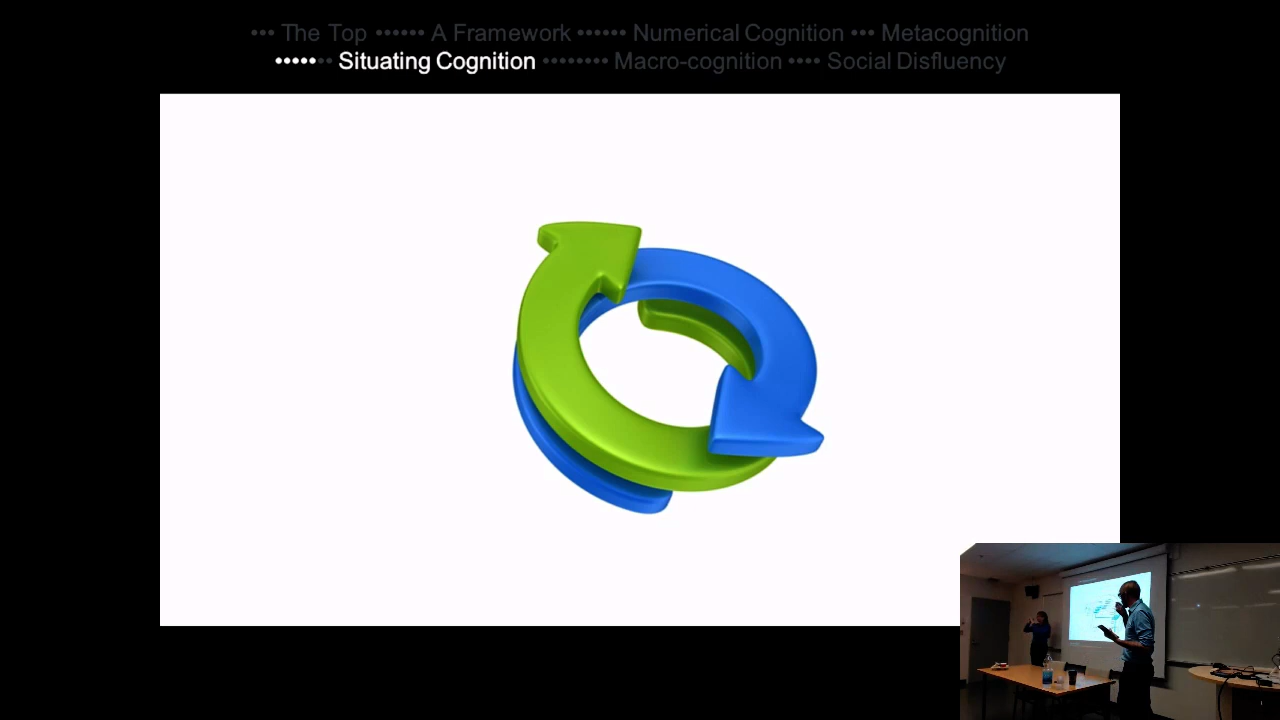 ••• The Top •••••• A Framework •••••• Numerical Cognition ••• Metacognition
••••••• Situating Cognition •••••••• Macro-cognition •••• Social Disfluency